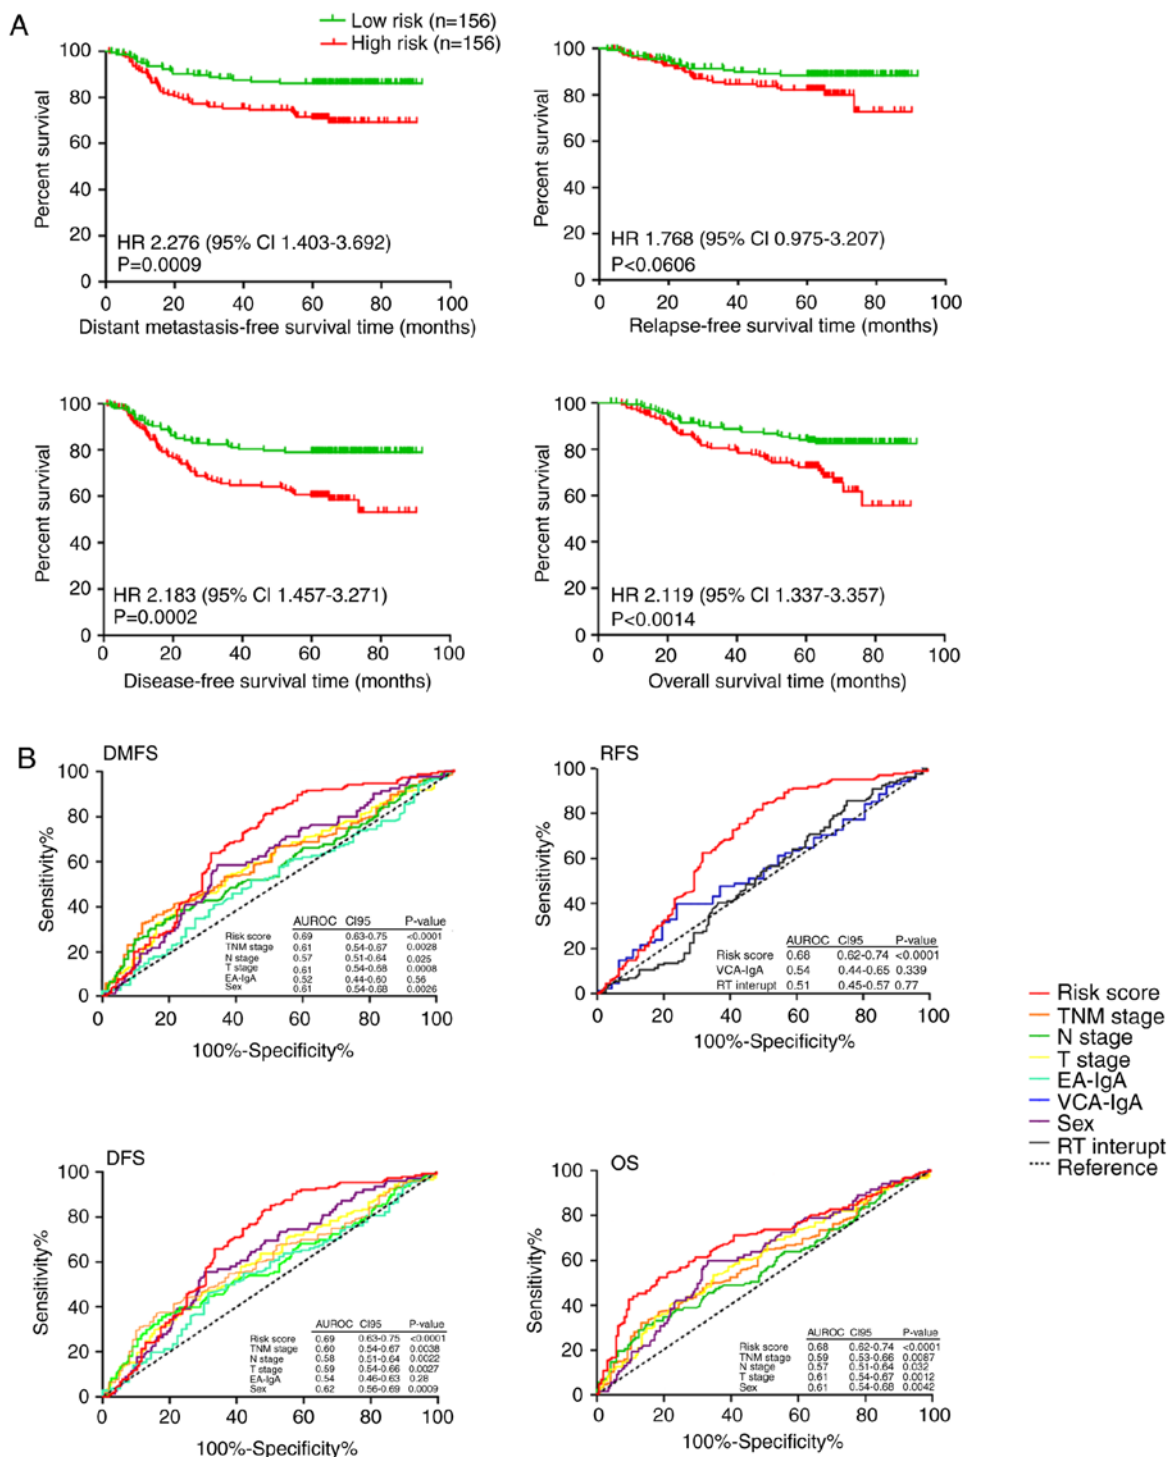 A
Low risk (n=156)
High risk (n=156)
100
80
60
40
20
0
Percent survival
HR 2.276 (95% CI 1.403-3.692)
P=0.0009
0 20 40 60 80 100
Distant metastasis-free survival time (months)
100
80
60
40
20
0
Percent survival
HR 1.768 (95% CI 0.975-3.207)
P<0.0606
0 20 40 60 80 100
Relapse-free survival time (months)
100
80
60
40
20
0
Percent survival
HR 2.183 (95% CI 1.457-3.271)
P=0.0002
0 20 40 60 80 100
Disease-free survival time (months)
100
80
60
40
20
0
Percent survival
HR 2.119 (95% CI 1.337-3.357)
P<0.0014
0 20 40 60 80 100
Overall survival time (months)
B
DMFS
100
80
60
40
20
0
Sensitivity%
AUROC CI95 P-value
Risk score 0.69 0.63-0.75 <0.0001
TNM stage 0.61 0.54-0.67 0.0028
N stage 0.57 0.51-0.64 0.025
T stage 0.61 0.54-0.68 0.0008
EA-IgA 0.52 0.44-0.60 0.56
Sex 0.61 0.54-0.68 0.0026
0 20 40 60 80 100
100%-Specificity%
RFS
100
80
60
40
20
0
Sensitivity%
AUROC CI95 P-value
Risk score 0.68 0.62-0.74 <0.0001
VCA-IgA 0.54 0.44-0.65 0.339
RT interupt 0.51 0.45-0.57 0.77
0 20 40 60 80 100
100%-Specificity%
Risk score
TNM stage
N stage
T stage
EA-IgA
VCA-IgA
Sex
RT interupt
Reference
DFS
100
80
60
40
20
0
Sensitivity%
AUROC CI95 P-value
Risk score 0.69 0.63-0.75 <0.0001
TNM stage 0.60 0.54-0.67 0.0038
N stage 0.58 0.51-0.64 0.0022
T stage 0.59 0.54-0.66 0.0027
EA-IgA 0.54 0.46-0.63 0.28
Sex 0.62 0.56-0.69 0.0009
0 20 40 60 80 100
100%-Specificity%
OS
100
80
60
40
20
0
Sensitivity%
AUROC CI95 P-value
Risk score 0.68 0.62-0.74 <0.0001
TNM stage 0.59 0.53-0.66 0.0087
N stage 0.57 0.51-0.64 0.032
T stage 0.61 0.54-0.67 0.0012
Sex 0.61 0.54-0.68 0.0042
0 20 40 60 80 100
100%-Specificity%